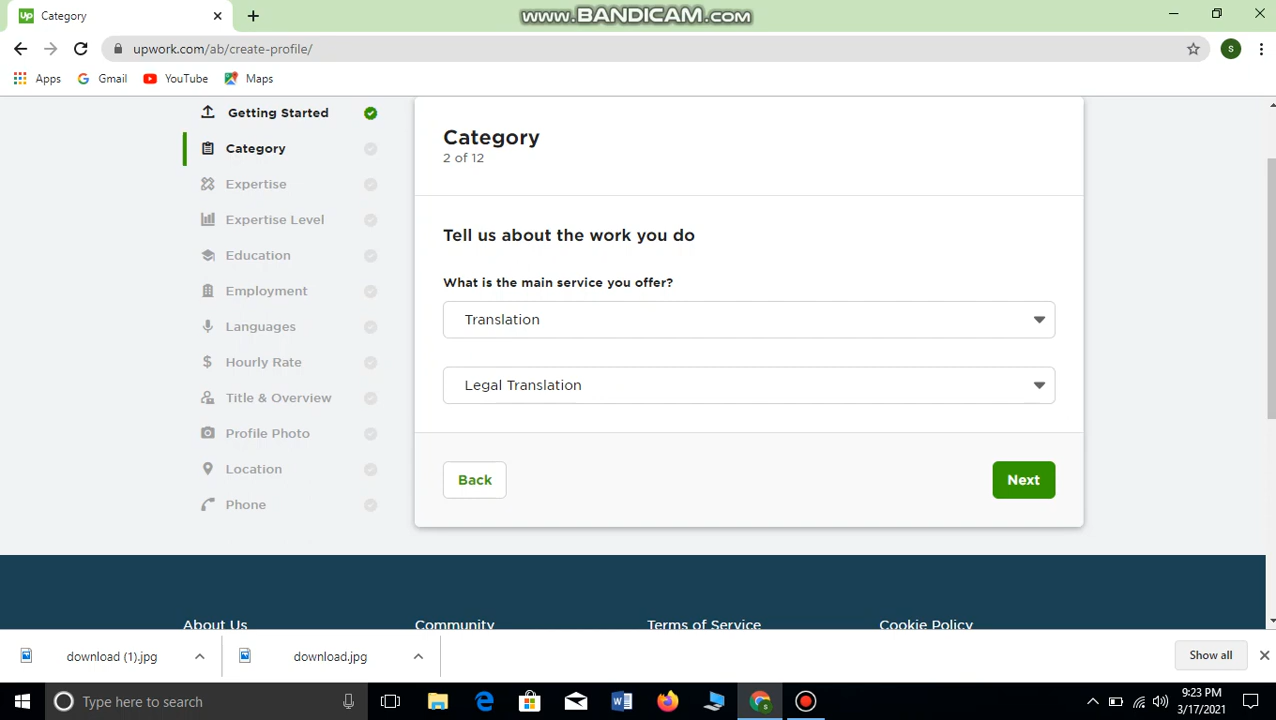 Category
www.BANDICAM.com
upwork.com/ab/create-profile/
S
Apps
Gmail
YouTube
Maps
Getting Started
Category
Expertise
Expertise Level
Education
Employment
Languages
Hourly Rate
Title & Overview
Profile Photo
Location
Phone
Category
2 of 12
Tell us about the work you do
What is the main service you offer?
Translation
Legal Translation
Back
Next
About Us
Community
Terms of Service
Cookie Policy
download (1).jpg
download.jpg
Show all
Type here to search
9:23 PM
3/17/2021